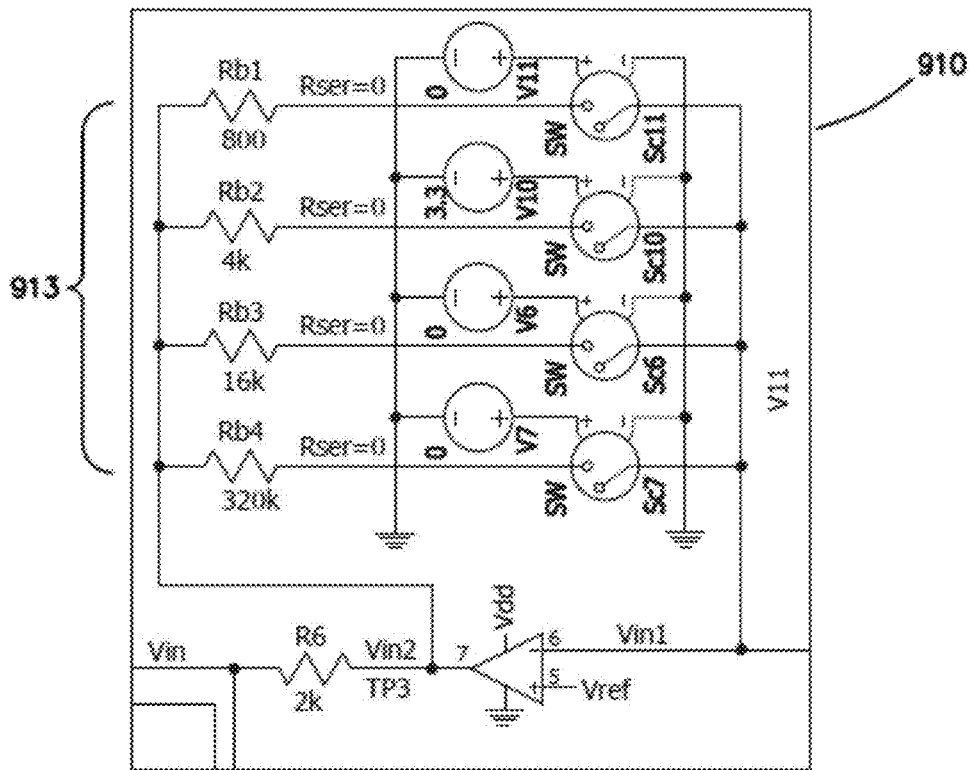 910
913
Rb1
800
Rser=0
0
V11
- +
+ -
SW
Sc11
Rb2
4k
Rser=0
3.3
V10
- +
+ -
SW
Sc10
Rb3
16k
Rser=0
0
V6
- +
+ -
SW
Sc6
Rb4
320k
Rser=0
0
V7
- +
+ -
SW
Sc7
V11
Vin
R6
2k
Vin2
TP3
7
Vdd
6
5
- +
Vin1
Vref